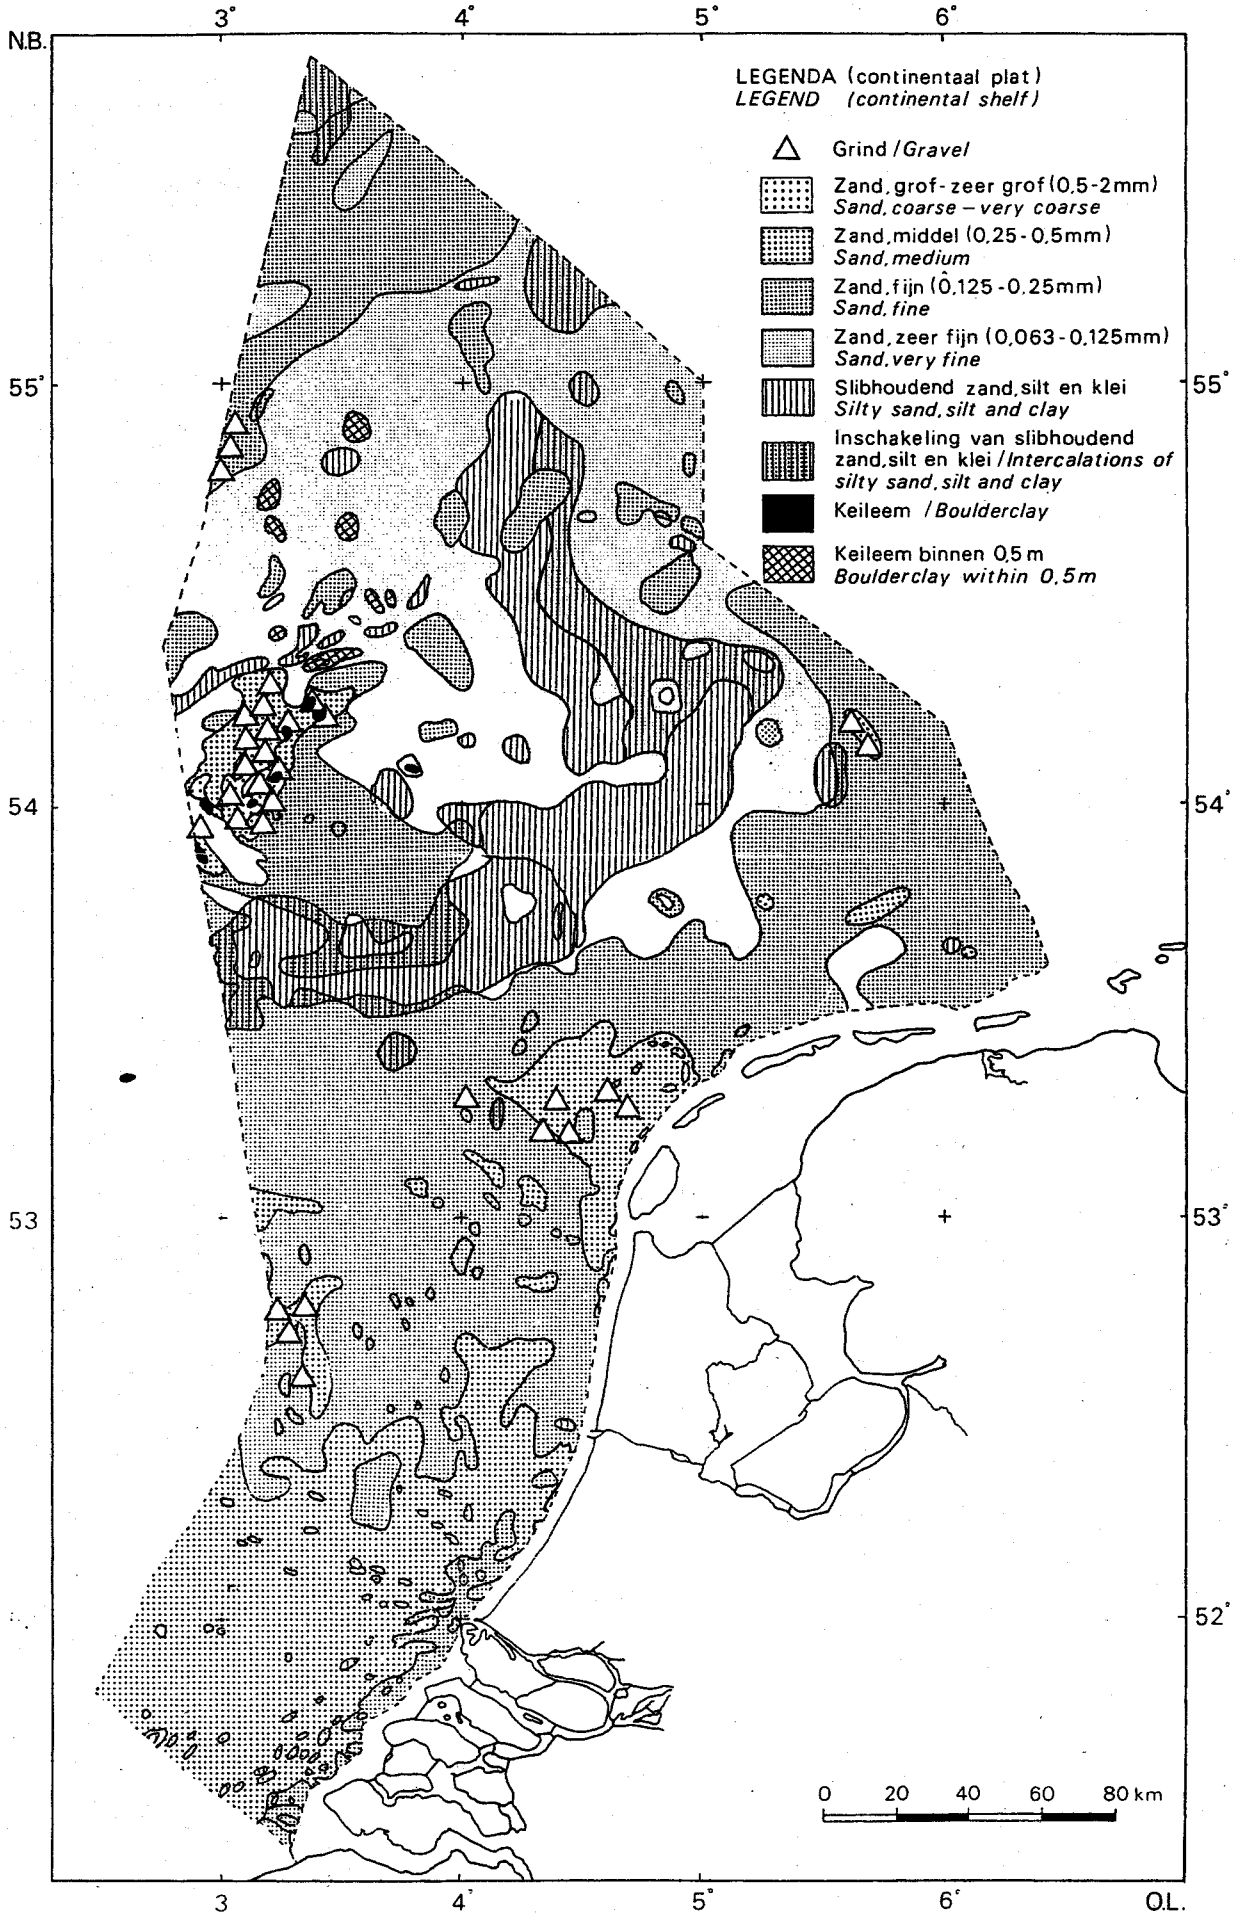 3° 4° 5° 6°
N.B.
LEGENDA (continentaal plat)
LEGEND (continental shelf)
Grind / Gravel
Zand, grof - zeer grof (0,5 - 2mm)
Sand, coarse – very coarse
Zand, middel (0,25 - 0,5mm)
Sand, medium
Zand, fijn (0,125 - 0,25mm)
Sand, fine
Zand, zeer fijn (0,063 - 0,125mm)
Sand, very fine
Slibhoudend zand, silt en klei
Silty sand, silt and clay
Inschakeling van slibhoudend
zand, silt en klei / Intercalations of
silty sand, silt and clay
Keileem / Boulderclay
Keileem binnen 0,5 m
Boulderclay within 0,5 m
55° 55°
54 54°
53 53°
52°
0 20 40 60 80 km
3 4° 5° 6° O.L.